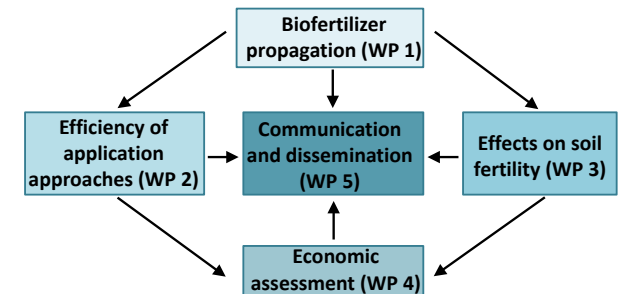 Biofertilizer
propagation (WP 1)
Efficiency of
application
approaches (WP 2)
Communication
and dissemination
(WP 5)
Effects on soil
fertility (WP 3)
Economic
assessment (WP 4)